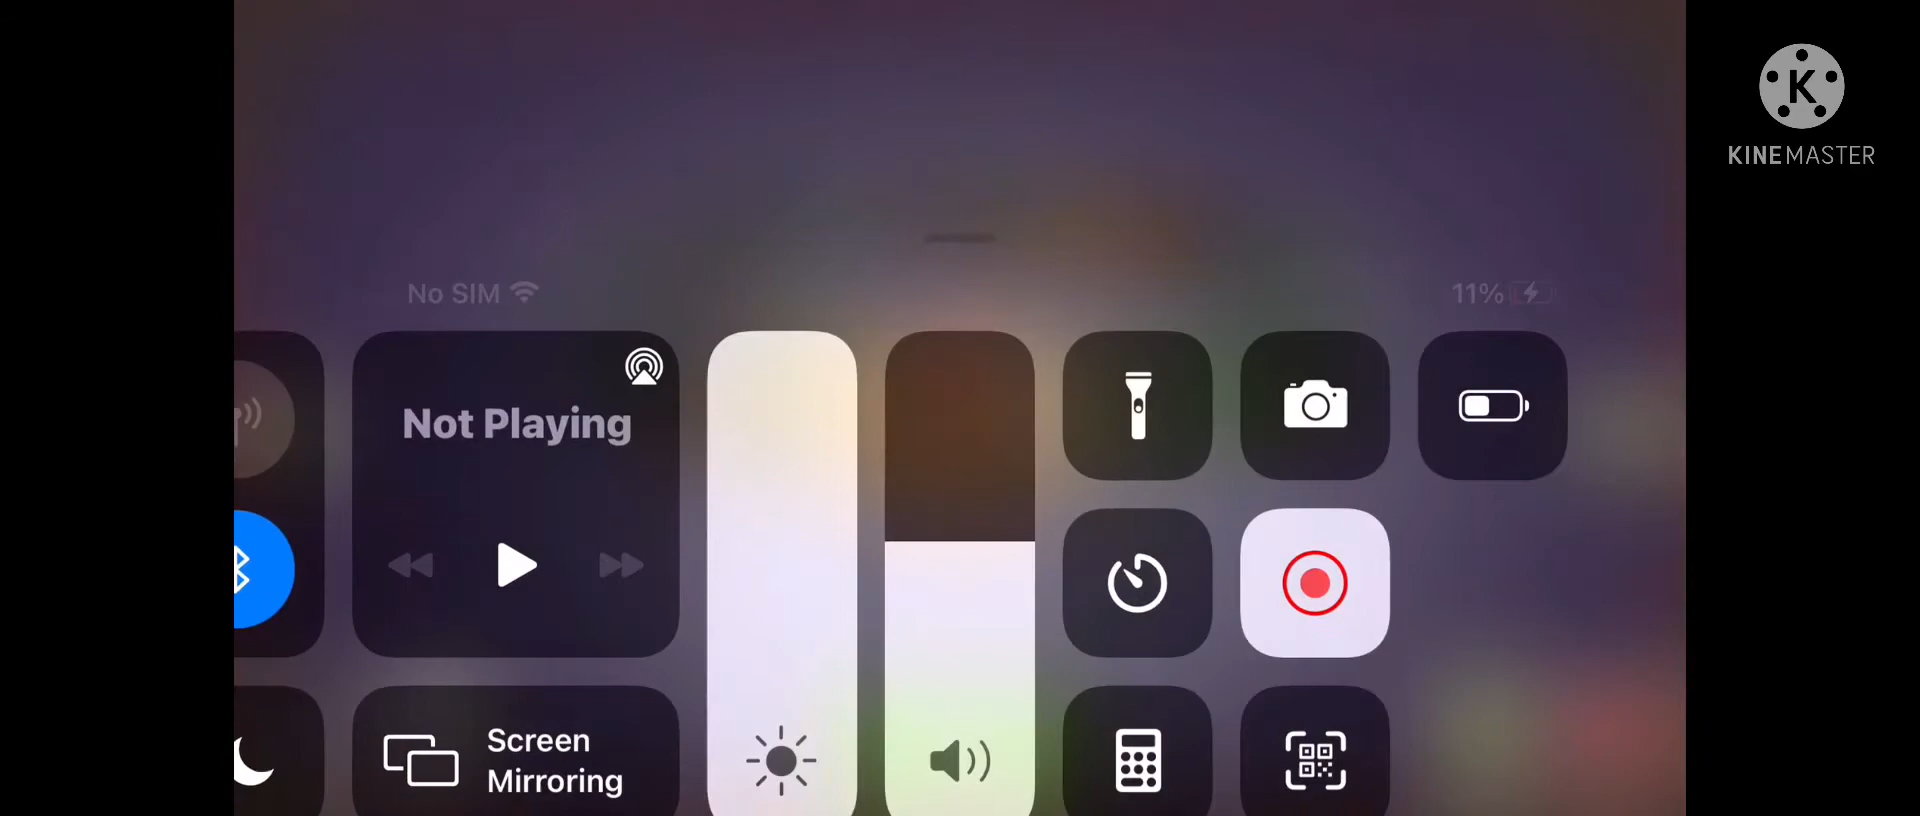 KINEMASTER
No SIM
11%
Not Playing
Screen
Mirroring